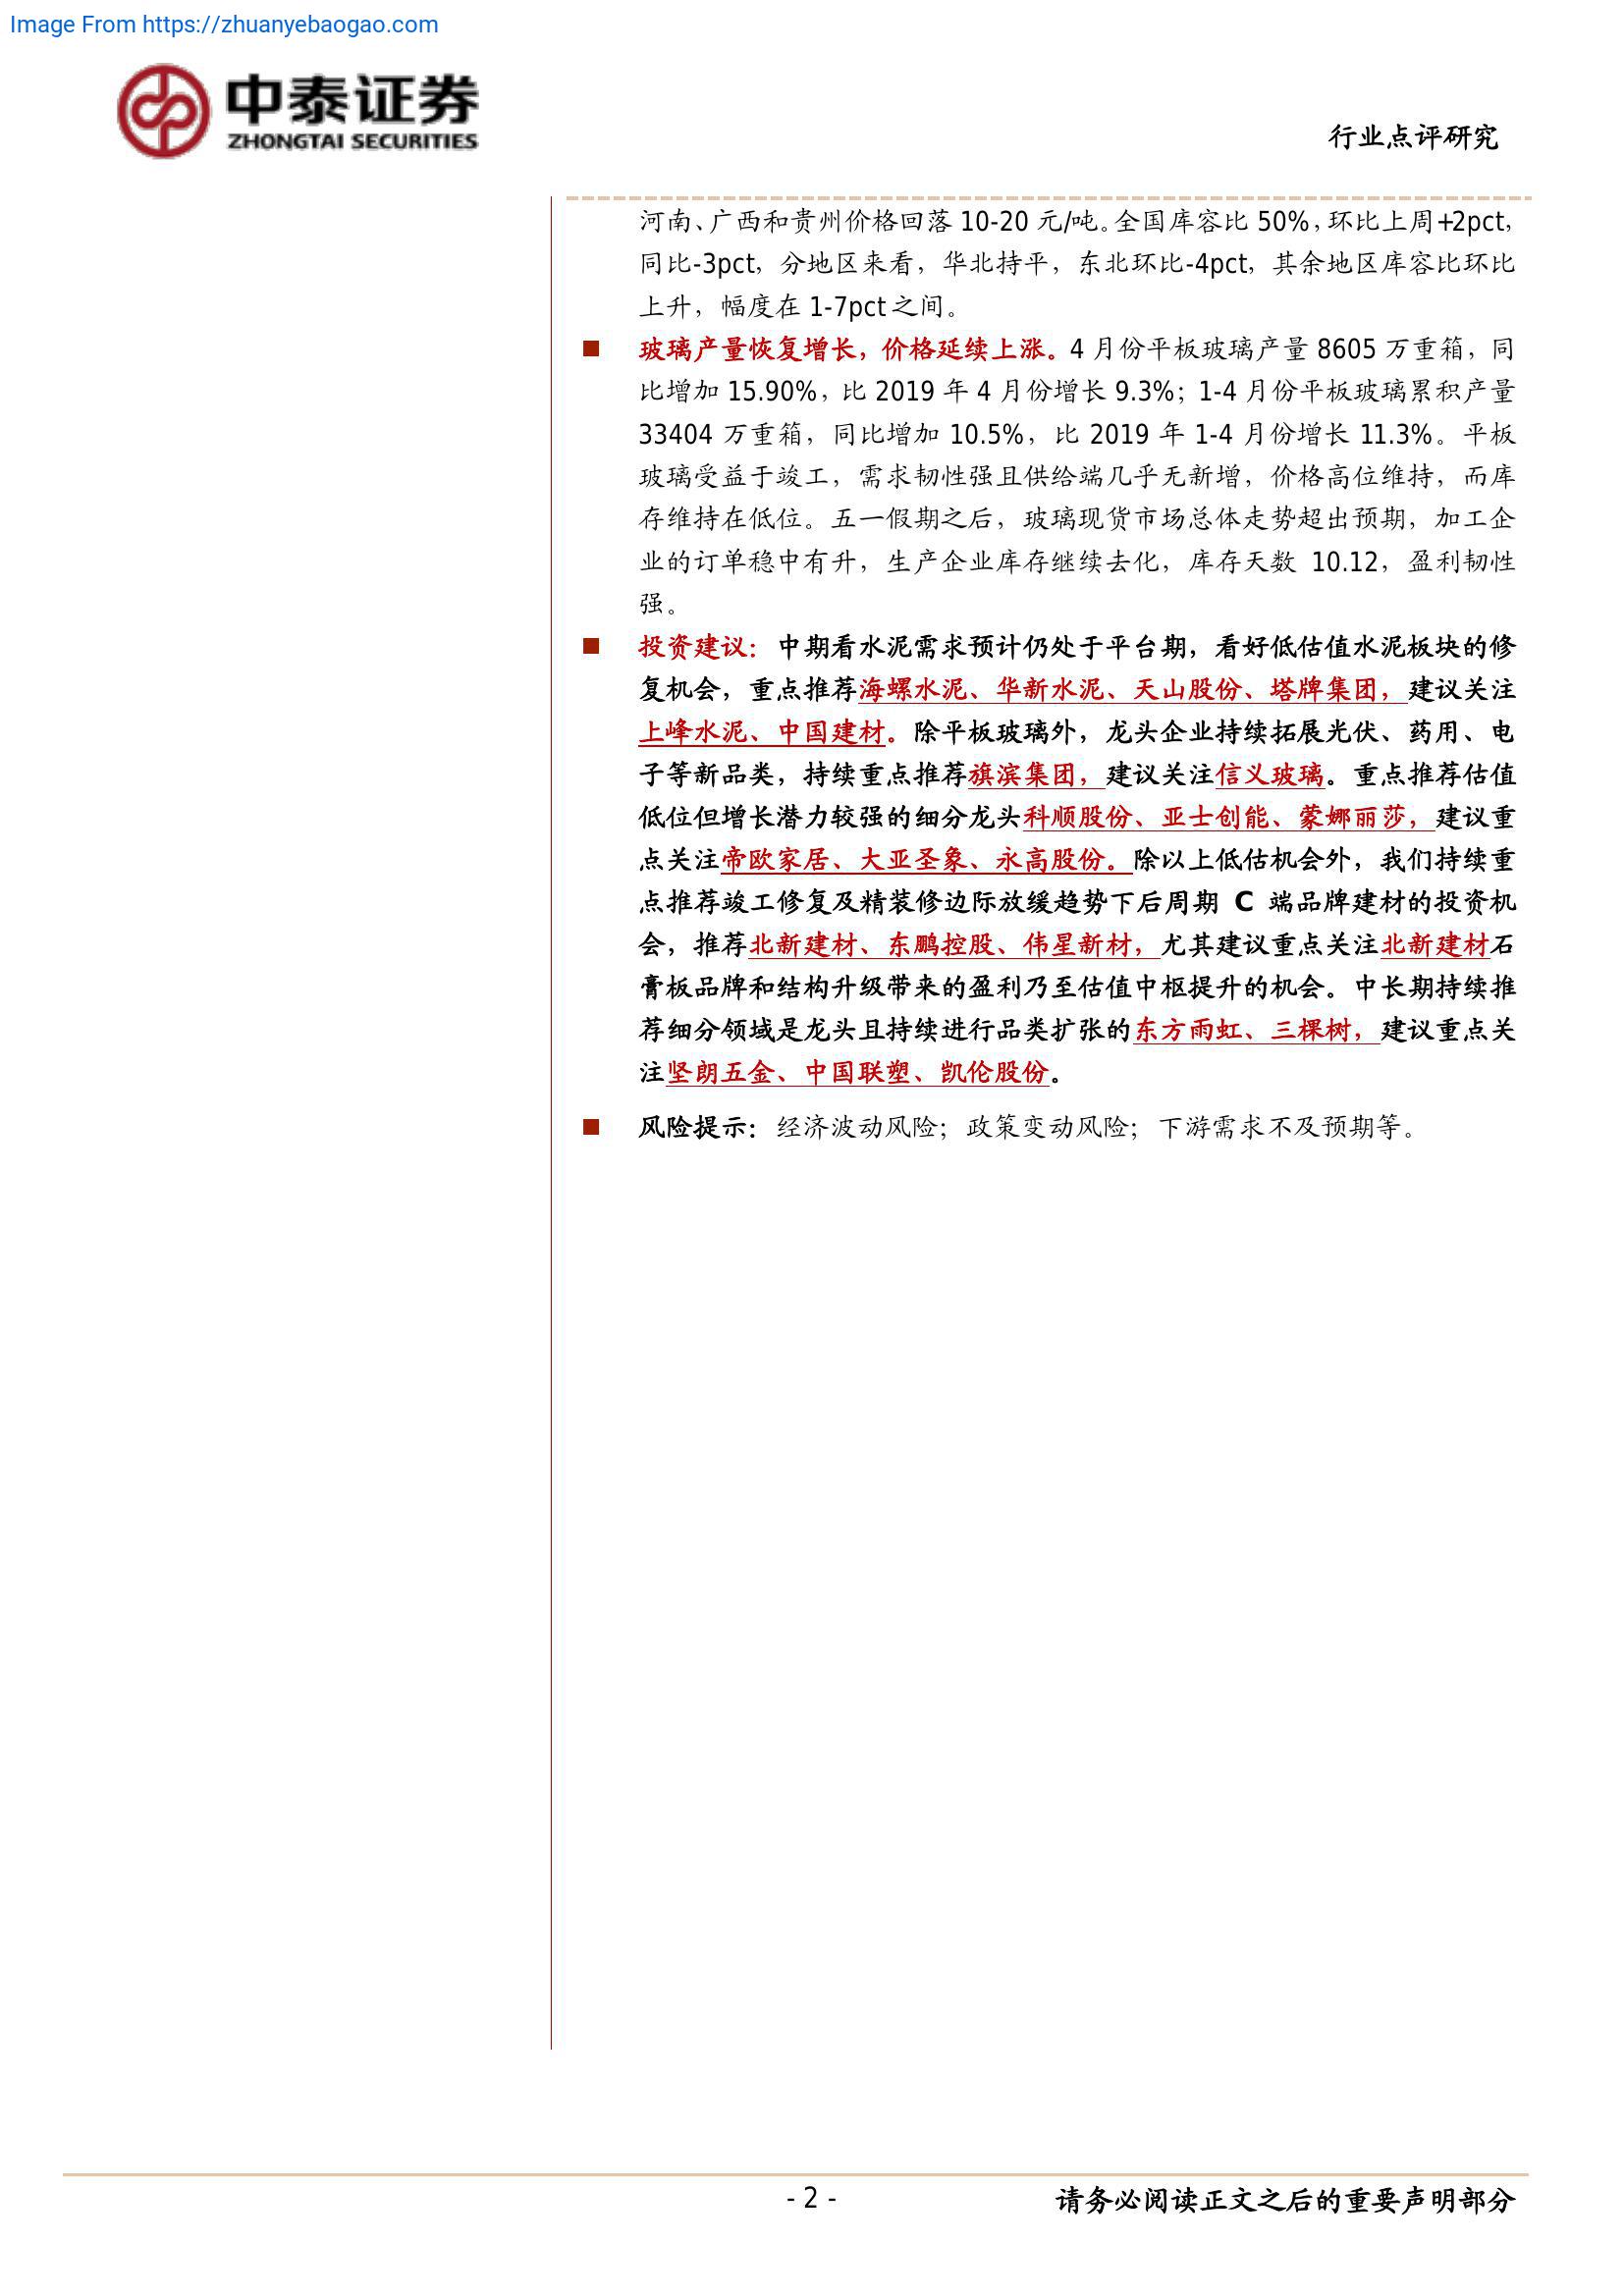 Image From https://zhuanyebaogao.com
中泰证券
ZHONGTAI SECURITIES
行业点评研究
河南、广西和贵州价格回落 10-20 元/吨。全国库容比 50%，环比上周+2pct，
同比-3pct，分地区来看，华北持平，东北环比-4pct，其余地区库容比环比
上升，幅度在 1-7pct 之间。
■ 玻璃产量恢复增长，价格延续上涨。4 月份平板玻璃产量 8605 万重箱，同
比增加 15.90%，比 2019 年 4 月份增长 9.3%；1-4 月份平板玻璃累积产量
33404 万重箱，同比增加 10.5%，比 2019 年 1-4 月份增长 11.3%。平板
玻璃受益于竣工，需求韧性强且供给端几乎无新增，价格高位维持，而库
存维持在低位。五一假期之后，玻璃现货市场总体走势超出预期，加工企
业的订单稳中有升，生产企业库存继续去化，库存天数 10.12，盈利韧性
强。
■ 投资建议：中期看水泥需求预计仍处于平台期，看好低估值水泥板块的修
复机会，重点推荐海螺水泥、华新水泥、天山股份、塔牌集团，建议关注
上峰水泥、中国建材。除平板玻璃外，龙头企业持续拓展光伏、药用、电
子等新品类，持续重点推荐旗滨集团，建议关注信义玻璃。重点推荐估值
低位但增长潜力较强的细分龙头科顺股份、亚士创能、蒙娜丽莎，建议重
点关注帝欧家居、大亚圣象、永高股份。除以上低估机会外，我们持续重
点推荐竣工修复及精装修边际放缓趋势下后周期 C 端品牌建材的投资机
会，推荐北新建材、东鹏控股、伟星新材，尤其建议重点关注北新建材石
膏板品牌和结构升级带来的盈利乃至估值中枢提升的机会。中长期持续推
荐细分领域是龙头且持续进行品类扩张的东方雨虹、三棵树，建议重点关
注坚朗五金、中国联塑、凯伦股份。
■ 风险提示：经济波动风险；政策变动风险；下游需求不及预期等。
- 2 -
请务必阅读正文之后的重要声明部分